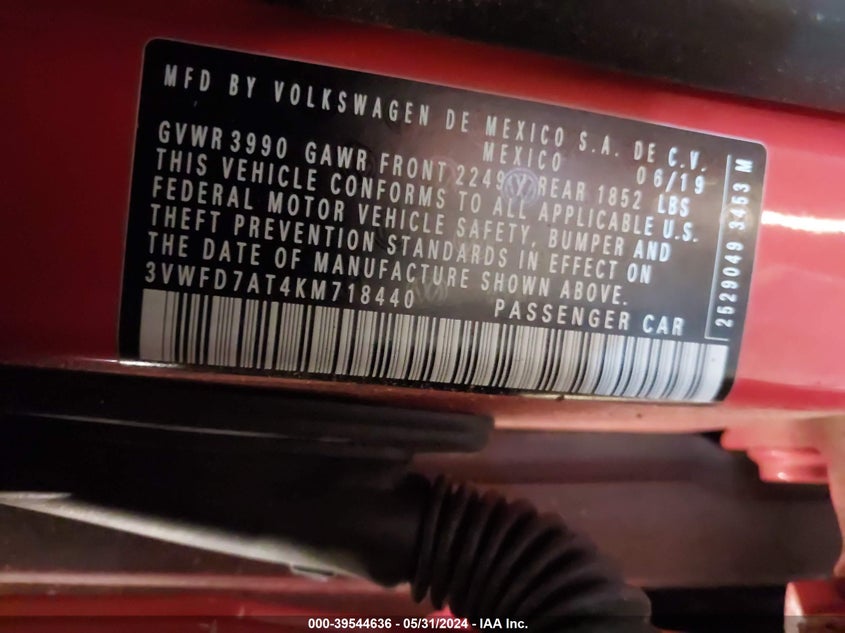 MFD BY VOLKSWAGEN DE MEXICO S.A. DE C.V.
MEXICO 06/19
GVWR 3990 GAWR FRONT 2249 REAR 1852 LBS
THIS VEHICLE CONFORMS TO ALL APPLICABLE U.S.
FEDERAL MOTOR VEHICLE SAFETY, BUMPER AND
THEFT PREVENTION STANDARDS IN EFFECT ON
THE DATE OF MANUFACTURE SHOWN ABOVE.
3VWFD7AT4KM718440 PASSENGER CAR
2529049 3453 M
000-39544636 - 05/31/2024 - IAA Inc.